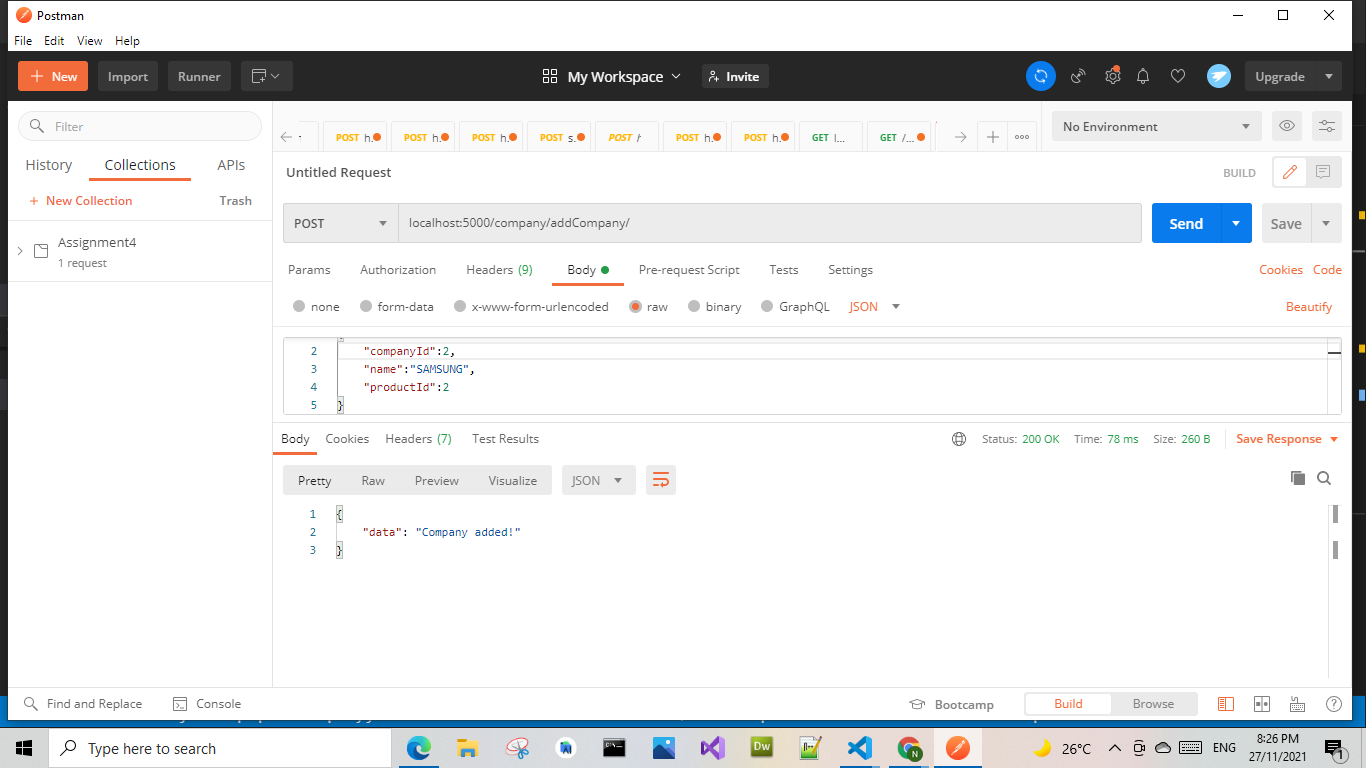 Postman
File Edit View Help
New Import Runner My Workspace Invite Upgrade
Filter
POST h. POST h. POST h. POST s. POST POST h. POST h. GET l... GET /...
No Environment
History Collections APIs
Untitled Request BUILD
+ New Collection Trash
POST localhost:5000/company/addCompany/ Send Save
Assignment4
1 request
Params Authorization Headers (9) Body Pre-request Script Tests Settings Cookies Code
none form-data x-www-form-urlencoded raw binary GraphQL JSON Beautify
2 "companyId":2,
3 "name":"SAMSUNG",
4 "productId":2
5 }
Body Cookies Headers (7) Test Results Status: 200 OK Time: 78 ms Size: 260 B Save Response
Pretty Raw Preview Visualize JSON
1 {
2 "data": "Company added!"
3 }
Find and Replace Console Bootcamp Build Browse
Type here to search
Dw
N
26°C ENG
8:26 PM
27/11/2021
1